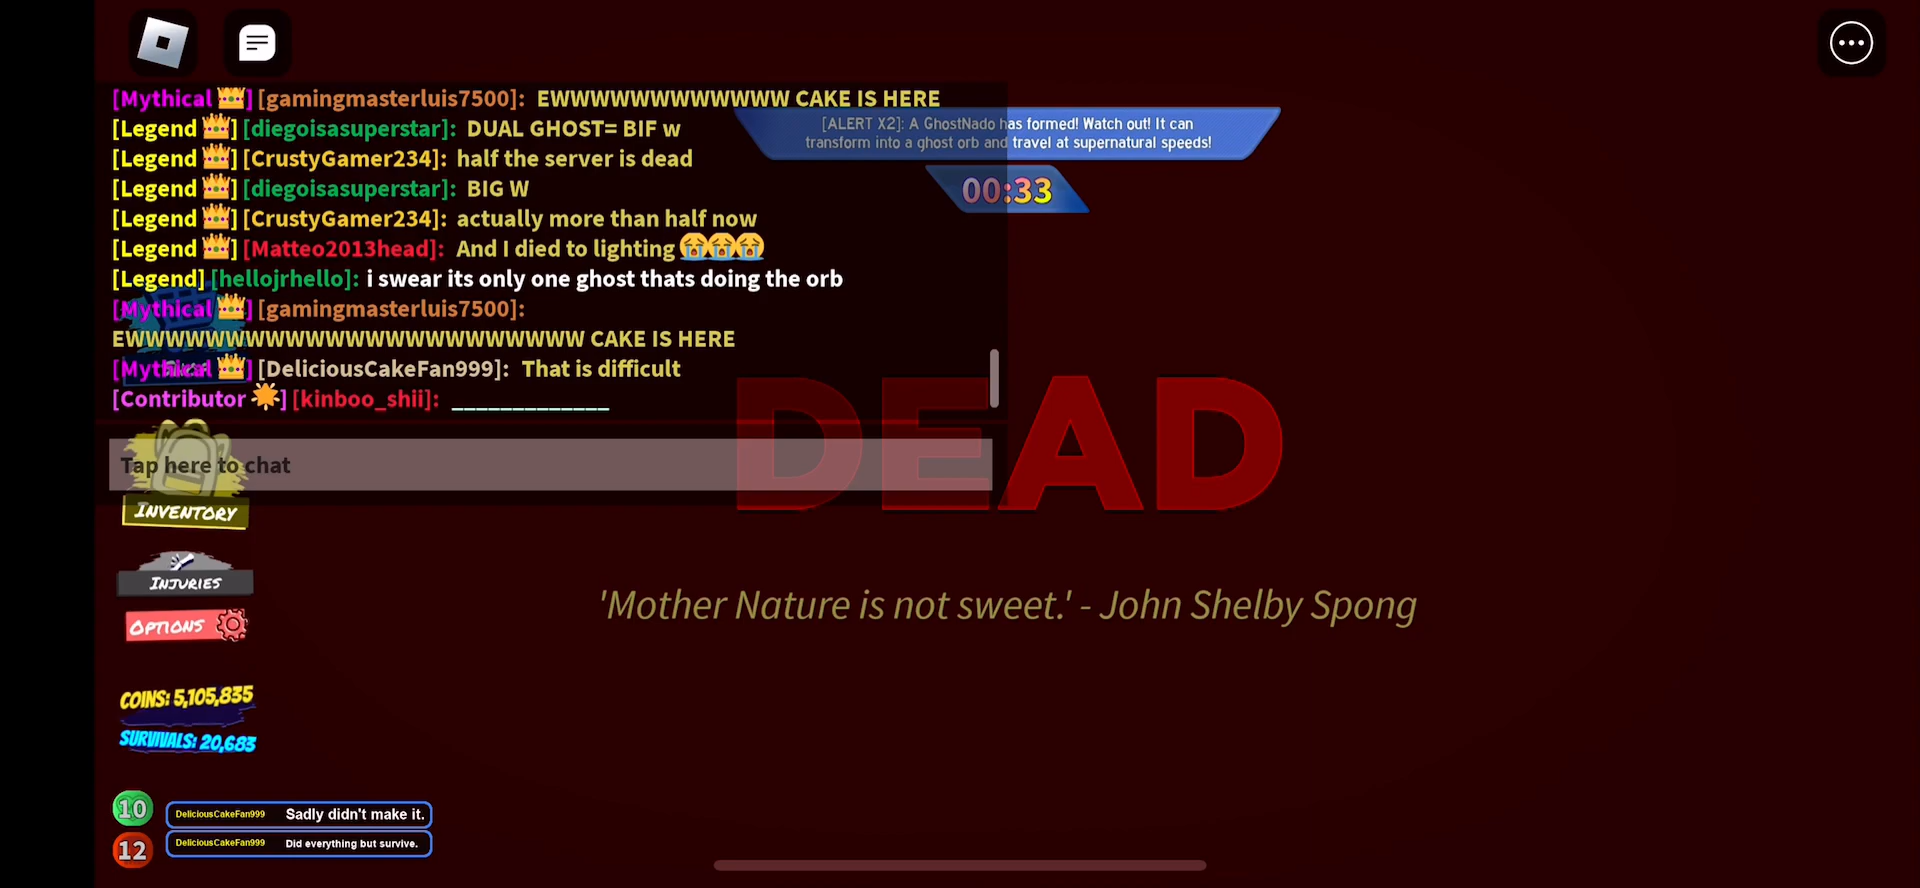 [Mythical 👑] [gamingmasterluis7500]: EWWWWWWWWWWWWW CAKE IS HERE
[Legend 👑] [diegoisasuperstar]: DUAL GHOST= BIF w
[Legend 👑] [CrustyGamer234]: half the server is dead
[Legend 👑] [diegoisasuperstar]: BIG W
[Legend 👑] [CrustyGamer234]: actually more than half now
[Legend 👑] [Matteo2013head]: And I died to lighting 😭😭😭
[Legend] [hellojrhello]: i swear its only one ghost thats doing the orb
[Mythical 👑] [gamingmasterluis7500]:
EWWWWWWWWWWWWWWWWWWWWWWW CAKE IS HERE
[Mythical 👑] [DeliciousCakeFan999]: That is difficult
[Contributor ✴️] [kinboo_shii]: _____________
Tap here to chat
[ALERT X2]: A GhostNado has formed! Watch out! It can
transform into a ghost orb and travel at supernatural speeds!
00:33
DEAD
'Mother Nature is not sweet.' - John Shelby Spong
INVENTORY
INJURIES
OPTIONS
COINS: 5,105,835
SURVIVALS: 20,683
10
DeliciousCakeFan999 Sadly didn't make it.
12
DeliciousCakeFan999 Did everything but survive.